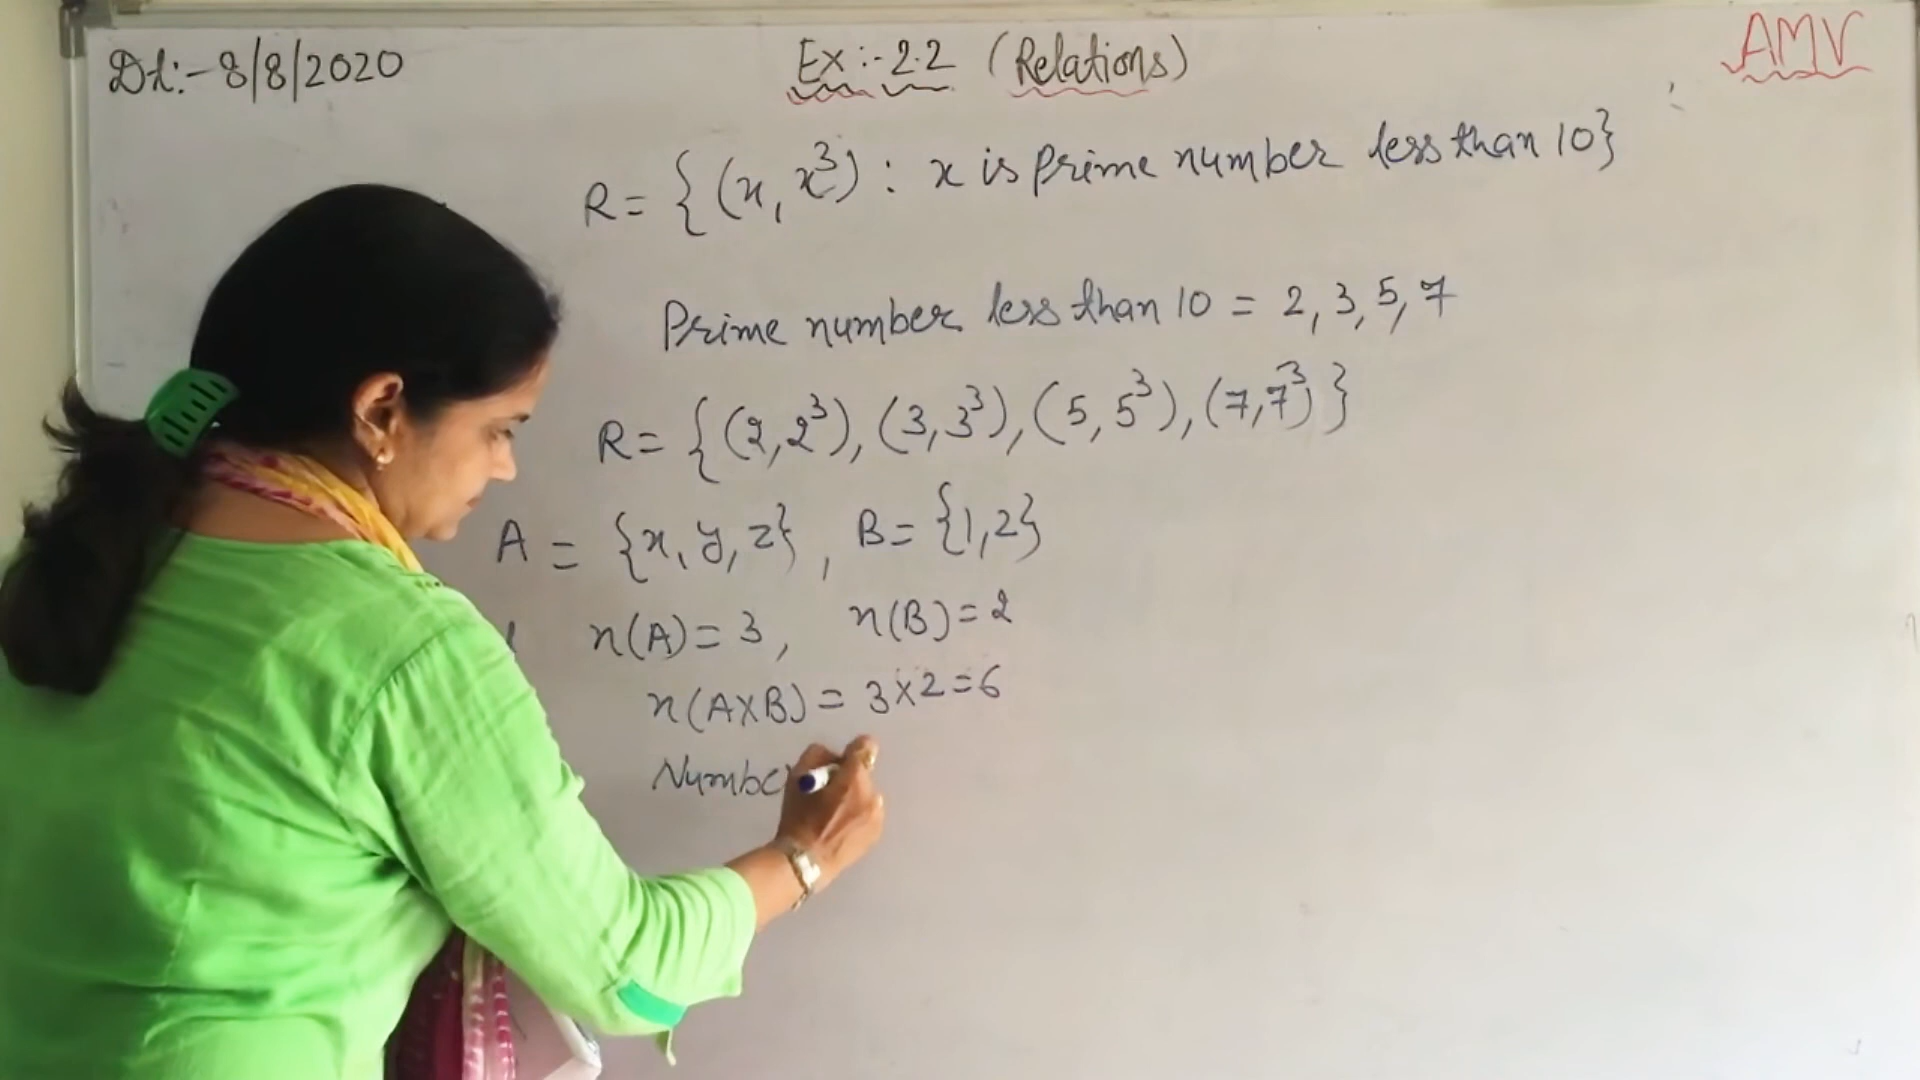 Dt:- 8/8/2020
Ex:- 2.2 (Relations)
AMV
R = {(x, x³) : x is prime number less than 10}
Prime number less than 10 = 2, 3, 5, 7
R = {(2, 2³), (3, 3³), (5, 5³), (7, 7³)}
A = {x, y, z}, B = {1, 2}
n(A) = 3, n(B) = 2
n(A×B) = 3×2 = 6
Number